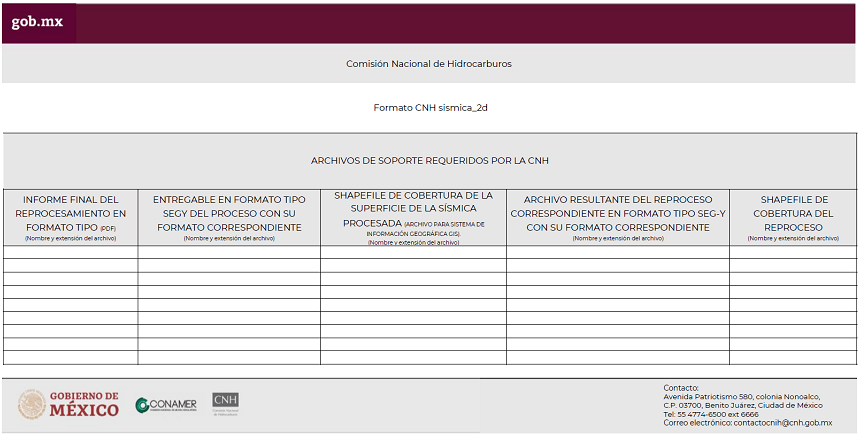 gob.mx
Comisión Nacional de Hidrocarburos
Formato CNH sismica_2d
ARCHIVOS DE SOPORTE REQUERIDOS POR LA CNH
INFORME FINAL DEL
REPROCESAMIENTO EN
FORMATO TIPO (PDF)
(Nombre y extensión del archivo)
ENTREGABLE EN FORMATO TIPO
SEGY DEL PROCESO CON SU
FORMATO CORRESPONDIENTE
(Nombre y extensión del archivo)
SHAPEFILE DE COBERTURA DE LA
SUPERFICIE DE LA SÍSMICA
PROCESADA (ARCHIVO PARA SISTEMA DE
INFORMACIÓN GEOGRÁFICA GIS).
(Nombre y extensión del archivo)
ARCHIVO RESULTANTE DEL REPROCESO
CORRESPONDIENTE EN FORMATO TIPO SEG-Y
CON SU FORMATO CORRESPONDIENTE
(Nombre y extensión del archivo)
SHAPEFILE DE
COBERTURA DEL
REPROCESO
(Nombre y extensión del archivo)
GOBIERNO DE
MÉXICO
CONAMER
CNH
Comisión Nacional
de Hidrocarburos
Contacto:
Avenida Patriotismo 580, colonia Nonoalco,
C.P. 03700, Benito Juárez, Ciudad de México
Tel: 55 4774-6500 ext 6666
Correo electrónico: contactocnih@cnh.gob.mx